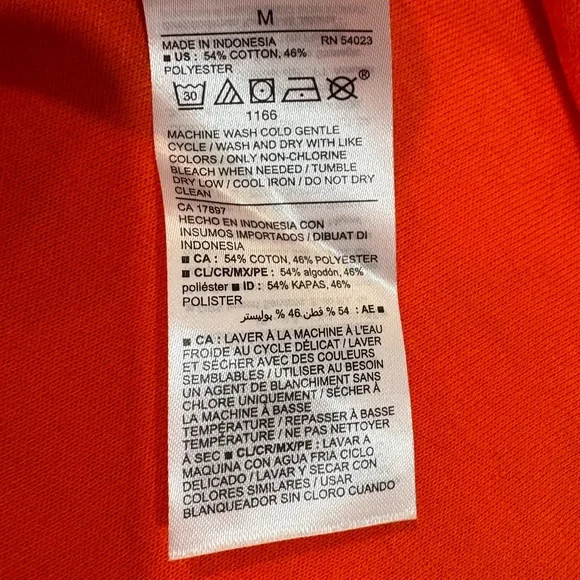 M
MADE IN INDONESIA RN 54023
■ US : 54% COTTON, 46%
POLYESTER
30 ®
1166
MACHINE WASH COLD GENTLE
CYCLE / WASH AND DRY WITH LIKE
COLORS / ONLY NON-CHLORINE
BLEACH WHEN NEEDED / TUMBLE
DRY LOW / COOL IRON / DO NOT DRY
CLEAN
CA 17897
HECHO EN INDONESIA CON
INSUMOS IMPORTADOS / DIBUAT DI
INDONESIA
■ CA : 54% COTON, 46% POLYESTER
■ CL/CR/MX/PE : 54% algodón, 46%
poliéster ■ ID : 54% KAPAS, 46%
POLISTER
■ AE : 54 % قطن, 46 % بوليستر
■ CA : LAVER À LA MACHINE À L'EAU
FROIDE AU CYCLE DÉLICAT / LAVER
ET SÉCHER AVEC DES COULEURS
SEMBLABLES / UTILISER AU BESOIN
UN AGENT DE BLANCHIMENT SANS
CHLORE UNIQUEMENT / SÉCHER À
LA MACHINE À BASSE
TEMPÉRATURE / REPASSER À BASSE
TEMPÉRATURE / NE PAS NETTOYER
À SEC ■ CL/CR/MX/PE : LAVAR A
MAQUINA CON AGUA FRIA CICLO
DELICADO / LAVAR Y SECAR CON
COLORES SIMILARES / USAR
BLANQUEADOR SIN CLORO CUANDO